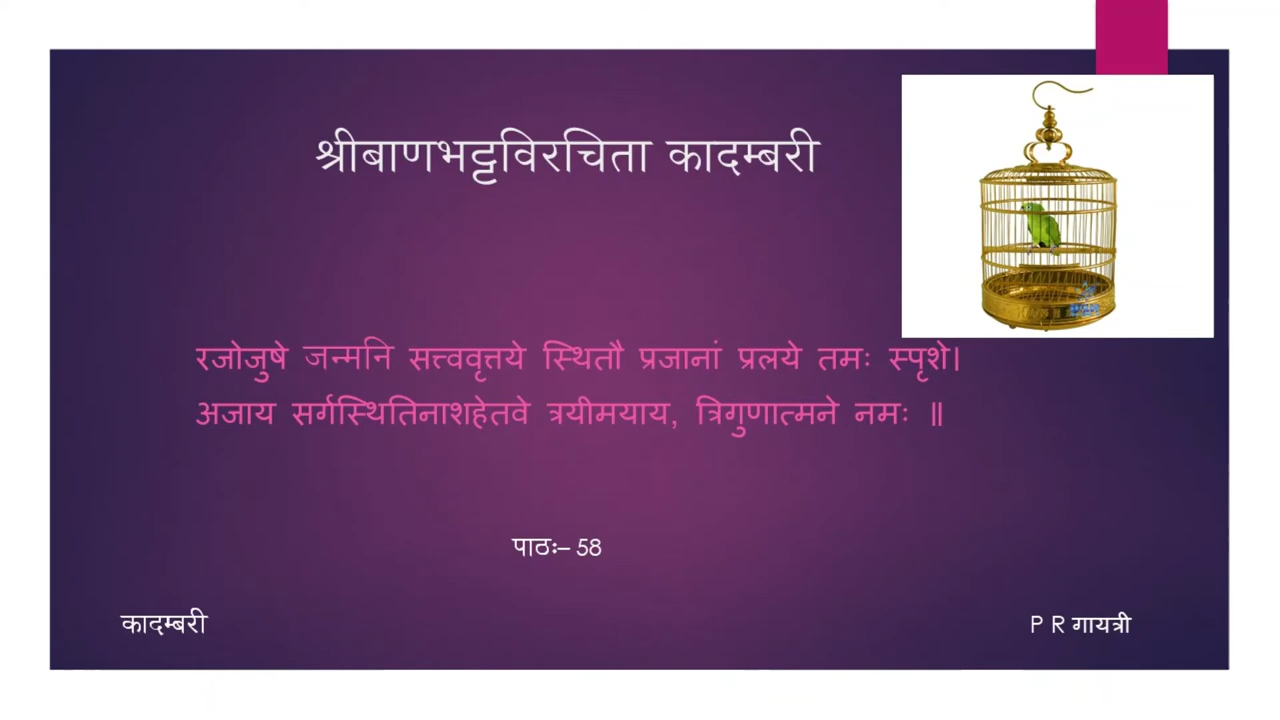 श्रीबाणभट्टविरचिता कादम्बरी
रजोजुषे जन्मनि सत्त्ववृत्तये स्थितौ प्रजानां प्रलये तमः स्पृशे।
अजाय सर्गस्थितिनाशहेतवे त्रयीमयाय, त्रिगुणात्मने नमः ॥
पाठः– 58
कादम्बरी
P R गायत्री